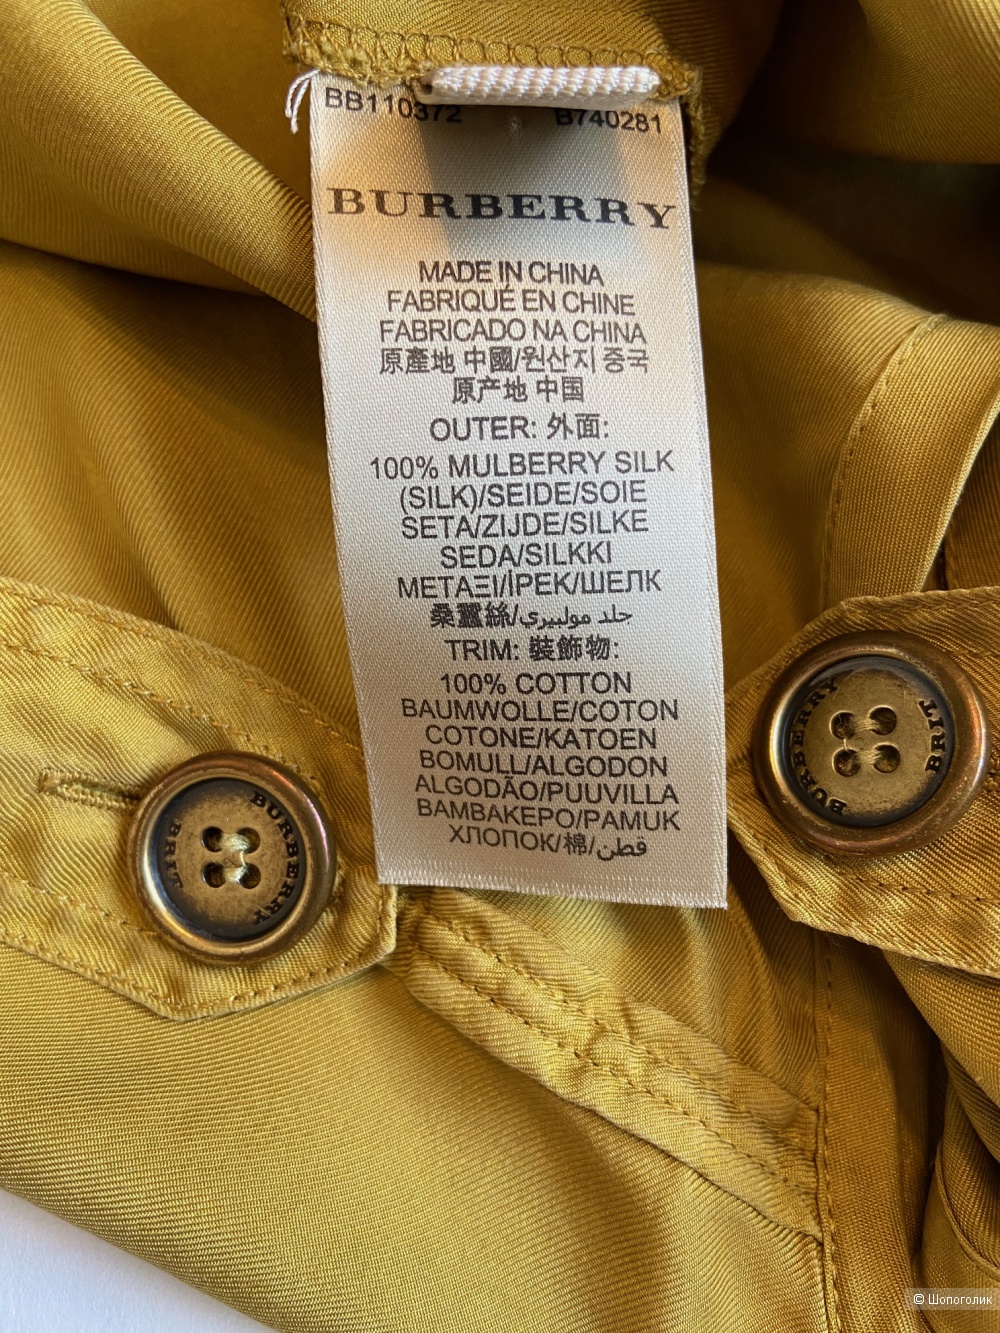 BB110372 B740281
BURBERRY
MADE IN CHINA
FABRIQUÉ EN CHINE
FABRICADO NA CHINA
原產地 中國/원산지 중국
原产地 中国
OUTER: 外面:
100% MULBERRY SILK
(SILK)/SEIDE/SOIE
SETA/ZIJDE/SILKE
SEDA/SILKKI
ΜΕΤΑΞΙ/İPEK/ШЕЛК
桑蠶絲/جلد مولبيري
TRIM: 裝飾物:
100% COTTON
BAUMWOLLE/COTON
COTONE/KATOEN
BOMULL/ALGODON
ALGODÃO/PUUVILLA
ΒΑΜΒΑΚΕΡΟ/PAMUK
ХЛОПОК/棉/قطن
BURBERRY
BRIT
BURBERRY
BRIT
© Шопоголик